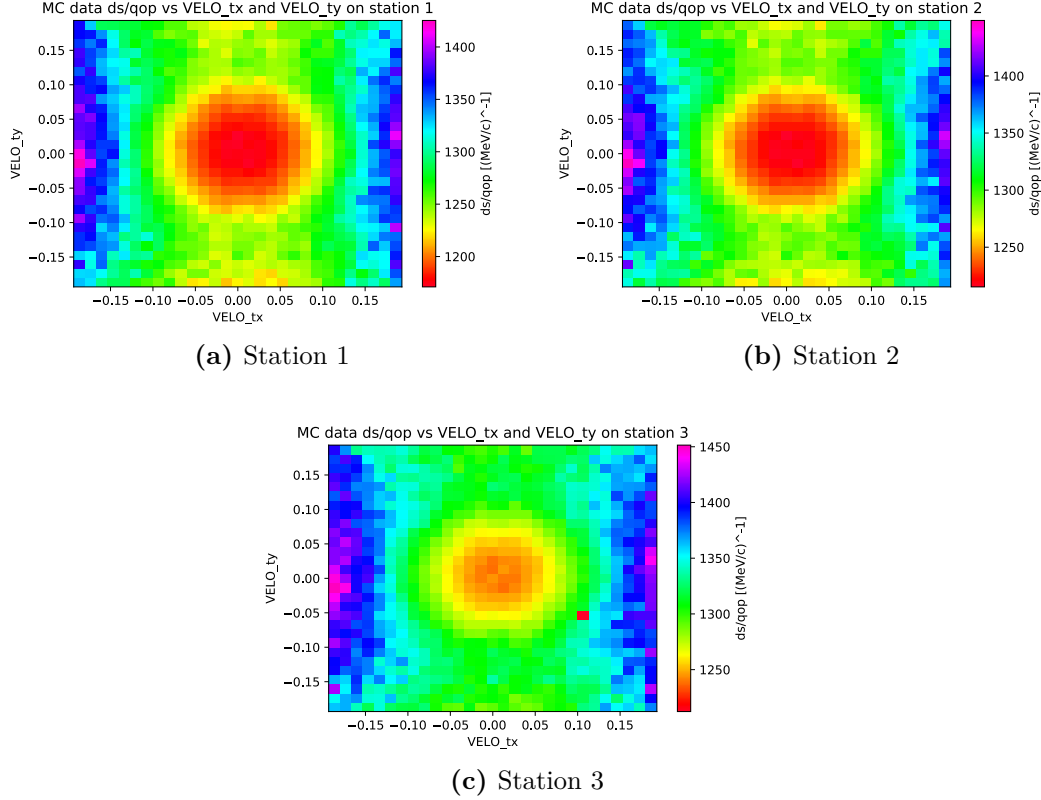 MC data ds/qop vs VELO_tx and VELO_ty on station 1
0.15
0.10
0.05
0.00
−0.05
−0.10
−0.15
VELO_ty
−0.15 −0.10 −0.05 0.00 0.05 0.10 0.15
VELO_tx
1400
1350
1300
1250
1200
ds/qop [(MeV/c)^-1]
(a) Station 1
MC data ds/qop vs VELO_tx and VELO_ty on station 2
0.15
0.10
0.05
0.00
−0.05
−0.10
−0.15
VELO_ty
−0.15 −0.10 −0.05 0.00 0.05 0.10 0.15
VELO_tx
1400
1350
1300
1250
ds/qop [(MeV/c)^-1]
(b) Station 2
MC data ds/qop vs VELO_tx and VELO_ty on station 3
0.15
0.10
0.05
0.00
−0.05
−0.10
−0.15
VELO_ty
−0.15 −0.10 −0.05 0.00 0.05 0.10 0.15
VELO_tx
1450
1400
1350
1300
1250
ds/qop [(MeV/c)^-1]
(c) Station 3